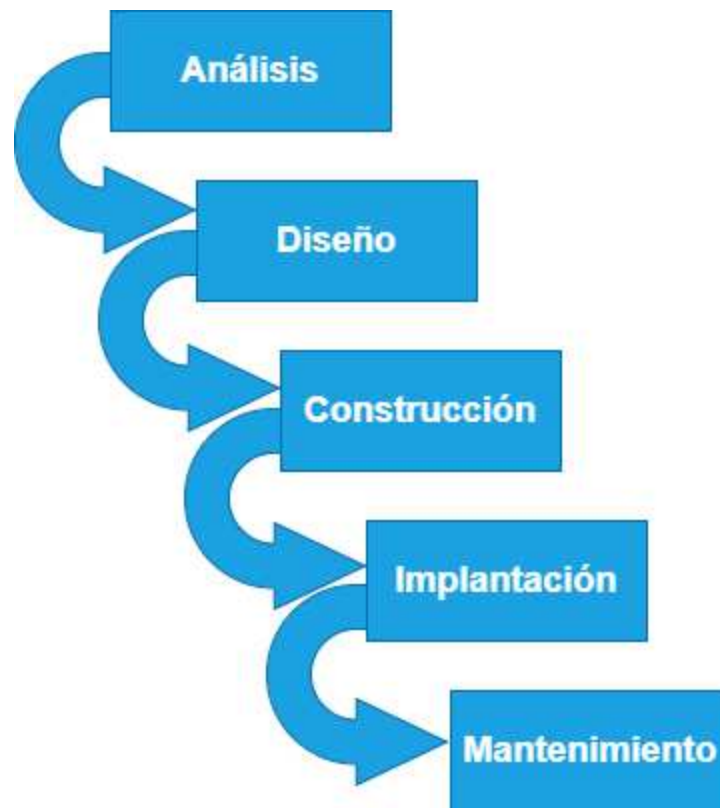 Análisis
Diseño
Construcción
Implantación
Mantenimiento